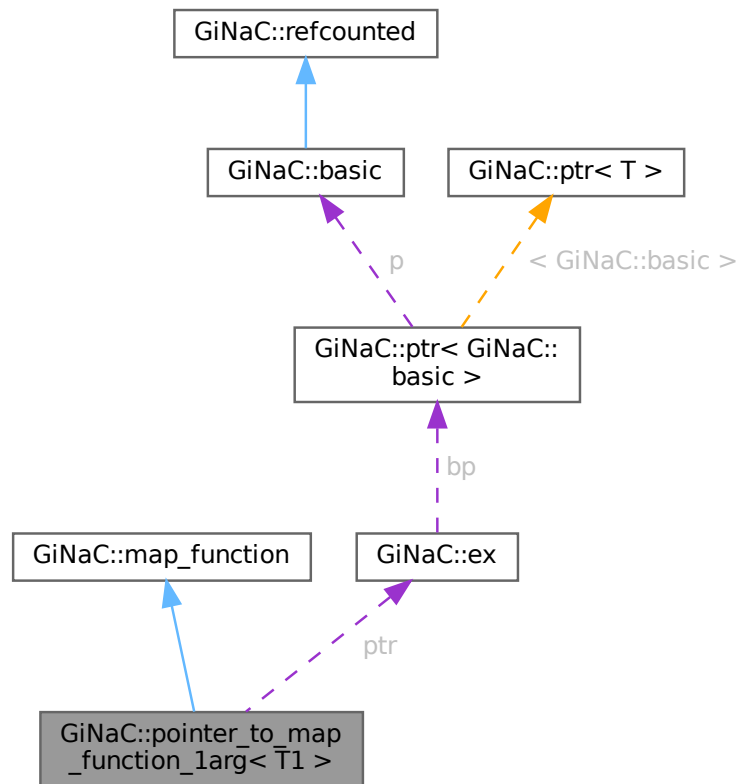 GiNaC::refcounted
GiNaC::basic
GiNaC::ptr< T >
p
< GiNaC::basic >
GiNaC::ptr< GiNaC::
basic >
bp
GiNaC::map_function
GiNaC::ex
ptr
GiNaC::pointer_to_map
_function_1arg< T1 >